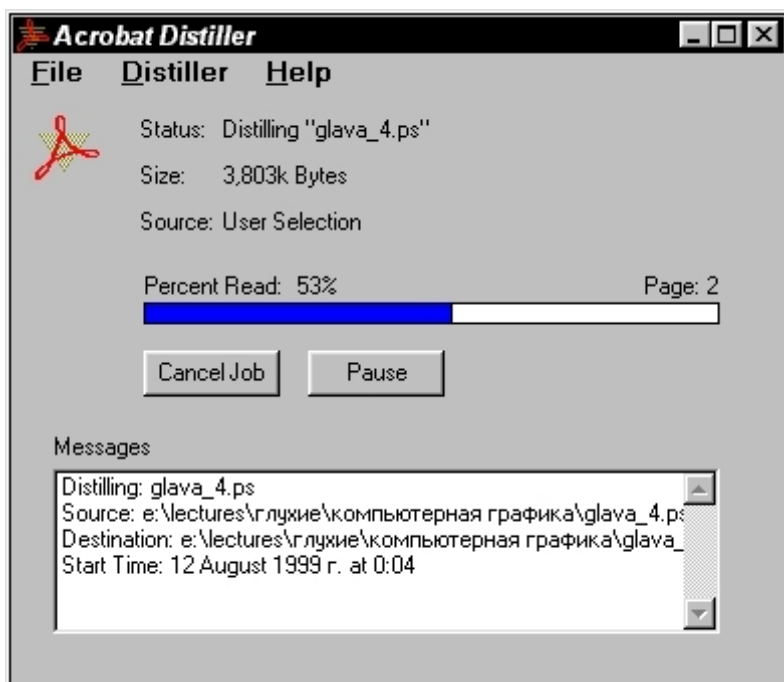 Acrobat Distiller
File Distiller Help
Status: Distilling "glava_4.ps"
Size: 3,803k Bytes
Source: User Selection
Percent Read: 53% Page: 2
Cancel Job Pause
Messages
Distilling: glava_4.ps
Source: e:\lectures\глухие\компьютерная графика\glava_4.ps
Destination: e:\lectures\глухие\компьютерная графика\glava_
Start Time: 12 August 1999 г. at 0:04